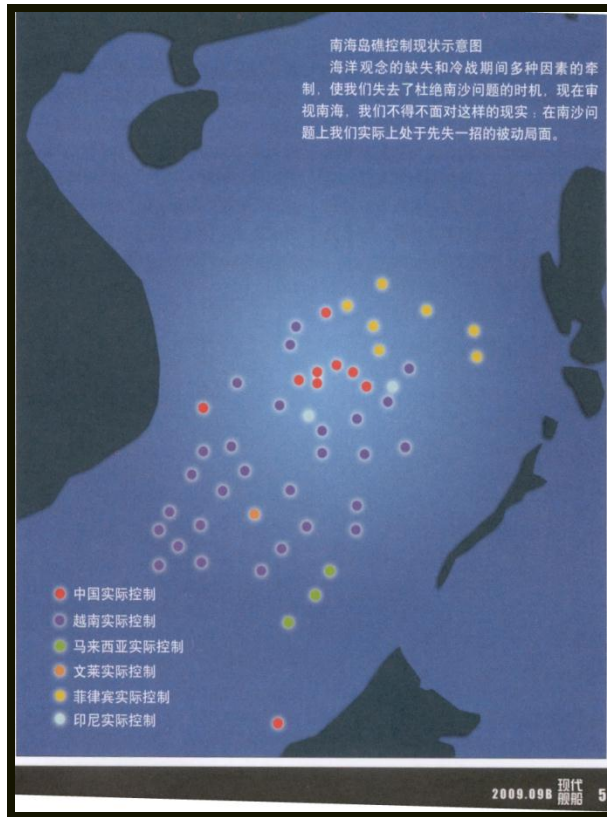 南海岛礁控制现状示意图
海洋观念的缺失和冷战期间多种因素的牵
制，使我们失去了杜绝南沙问题的时机，现在审
视南海，我们不得不面对这样的现实：在南沙问
题上我们实际上处于先失一招的被动局面。
中国实际控制
越南实际控制
马来西亚实际控制
文莱实际控制
菲律宾实际控制
印尼实际控制
2009.09B 现代舰船 5